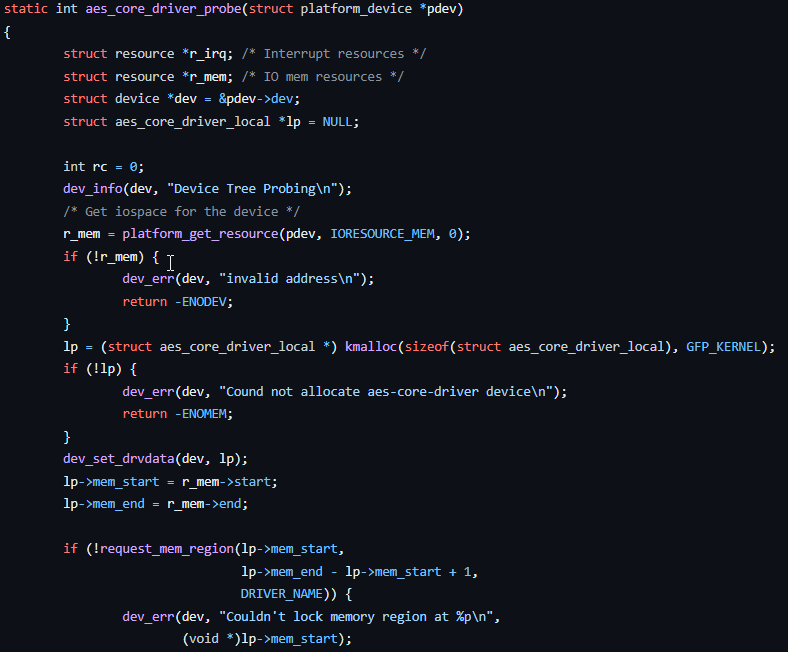 static int aes_core_driver_probe(struct platform_device *pdev)
{
struct resource *r_irq; /* Interrupt resources */
struct resource *r_mem; /* IO mem resources */
struct device *dev = &pdev->dev;
struct aes_core_driver_local *lp = NULL;
int rc = 0;
dev_info(dev, "Device Tree Probing\n");
/* Get iospace for the device */
r_mem = platform_get_resource(pdev, IORESOURCE_MEM, 0);
if (!r_mem) {
dev_err(dev, "invalid address\n");
return -ENODEV;
}
lp = (struct aes_core_driver_local *) kmalloc(sizeof(struct aes_core_driver_local), GFP_KERNEL);
if (!lp) {
dev_err(dev, "Cound not allocate aes-core-driver device\n");
return -ENOMEM;
}
dev_set_drvdata(dev, lp);
lp->mem_start = r_mem->start;
lp->mem_end = r_mem->end;
if (!request_mem_region(lp->mem_start,
lp->mem_end - lp->mem_start + 1,
DRIVER_NAME)) {
dev_err(dev, "Couldn't lock memory region at %p\n",
(void *)lp->mem_start);